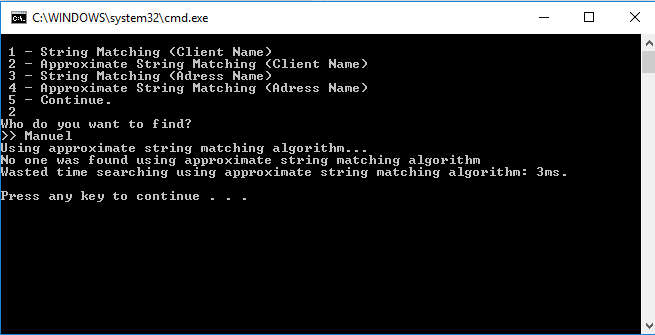 C:\WINDOWS\system32\cmd.exe
1 - String Matching (Client Name)
2 - Approximate String Matching (Client Name)
3 - String Matching (Adress Name)
4 - Approximate String Matching (Adress Name)
5 - Continue.
2
Who do you want to find?
>> Manuel
Using approximate string matching algorithm...
No one was found using approximate string matching algorithm
Wasted time searching using approximate string matching algorithm: 3ms.
Press any key to continue . . .